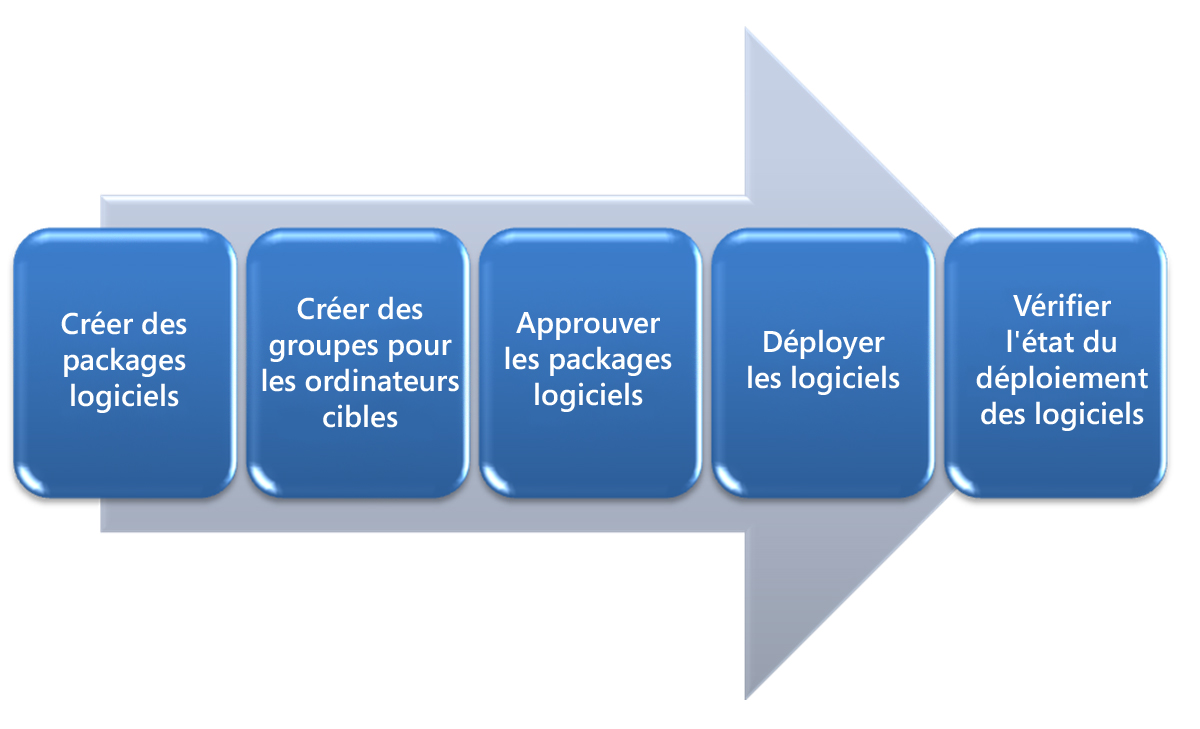 Créer des
packages
logiciels
Créer des
groupes pour
les ordinateurs
cibles
Approuver
les packages
logiciels
Déployer
les logiciels
Vérifier
l'état du
déploiement
des logiciels